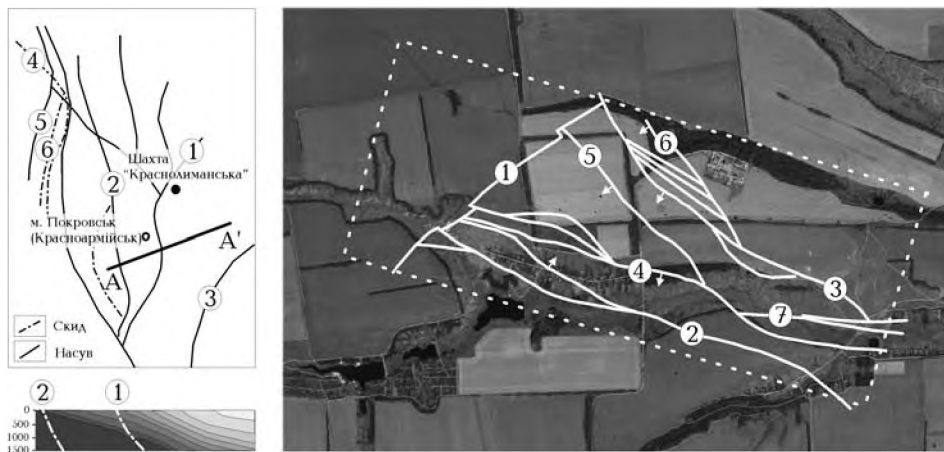 4
5
6
1
Шахта
"Краснолиманська"
2
м. Покровськ
(Красноармійськ)
A'
A
3
Скид
Насув
2
1
0
500
1000
1500
1
5
6
4
3
7
2